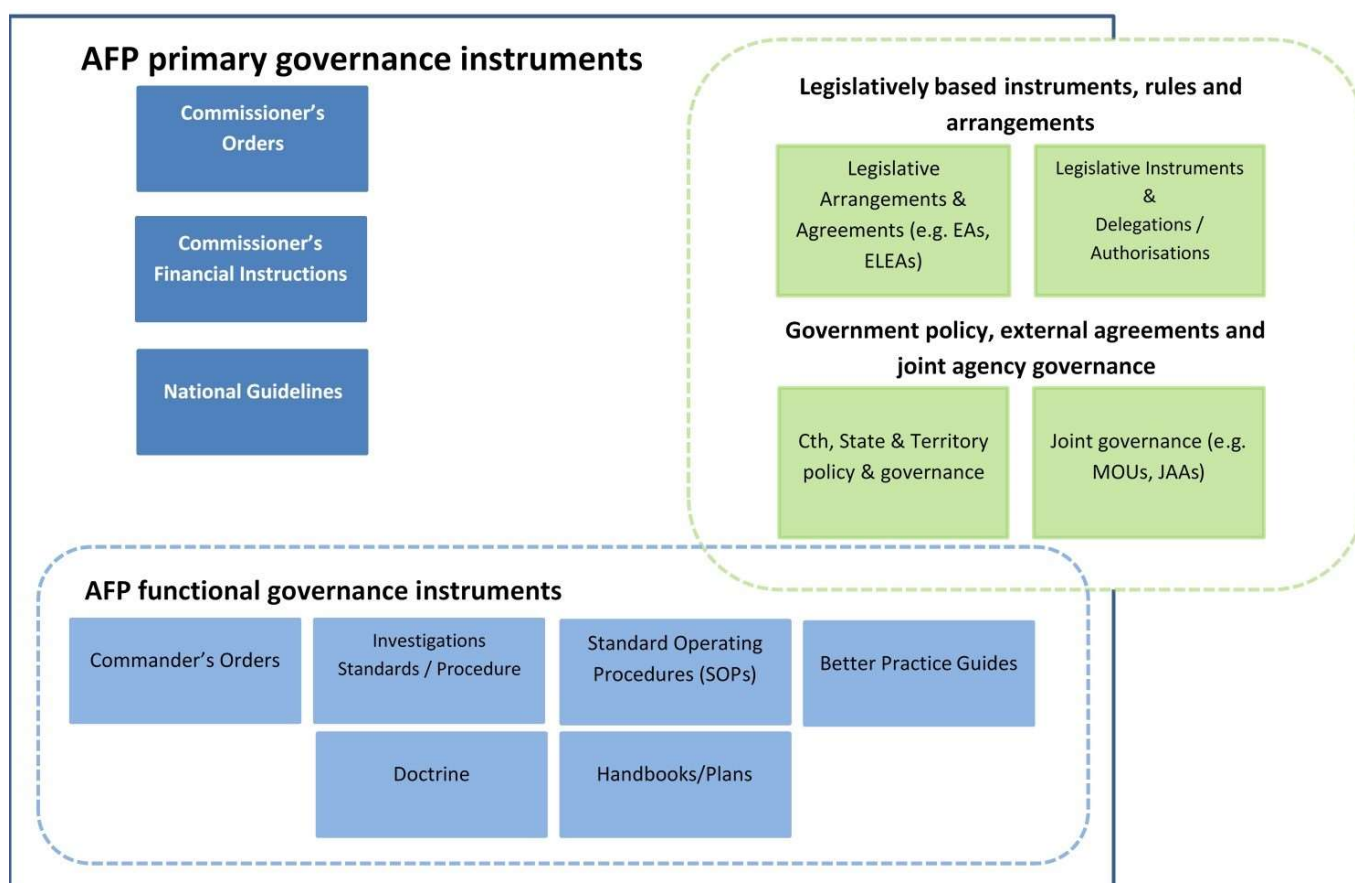 AFP primary governance instruments
Commissioner's
Orders
Commissioner's
Financial Instructions
National Guidelines
Legislatively based instruments, rules and
arrangements
Legislative
Arrangements &
Agreements (e.g. EAs,
ELEAs)
Legislative Instruments
&
Delegations /
Authorisations
Government policy, external agreements and
joint agency governance
Cth, State & Territory
policy & governance
Joint governance (e.g.
MOUs, JAAs)
AFP functional governance instruments
Commander's Orders
Investigations
Standards / Procedure
Standard Operating
Procedures (SOPs)
Better Practice Guides
Doctrine
Handbooks/Plans